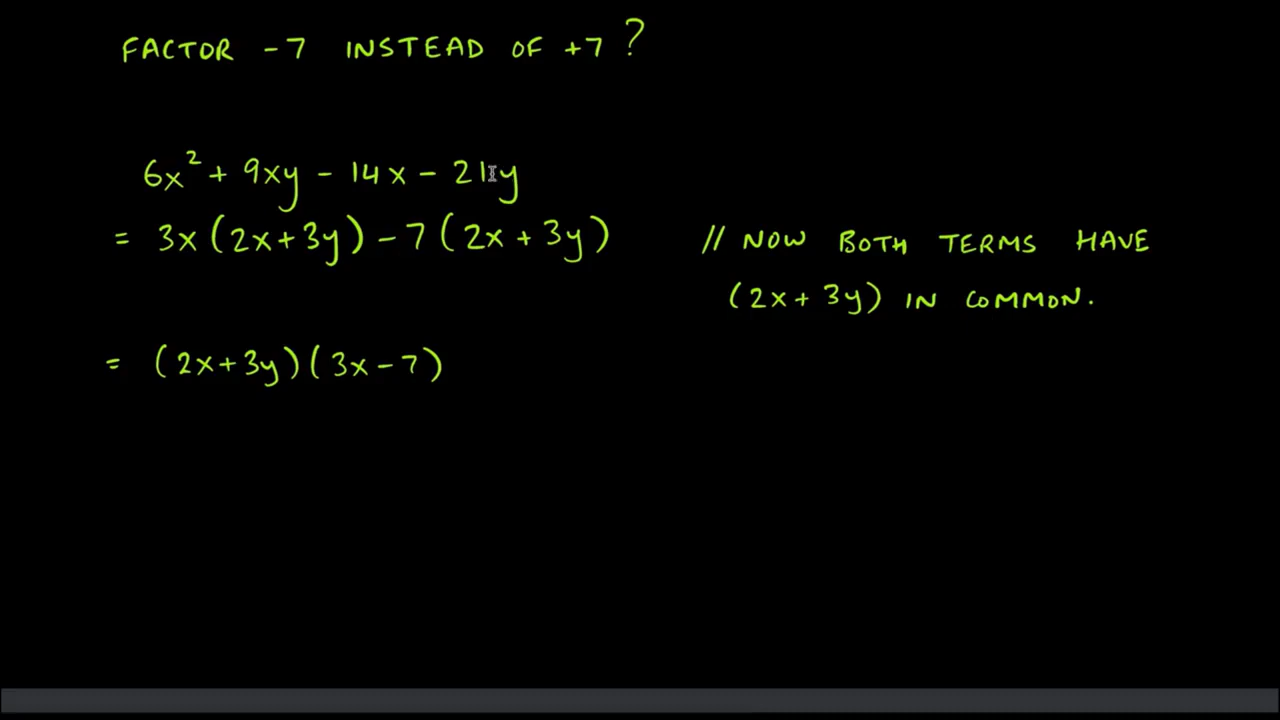 FACTOR -7 INSTEAD OF +7?
6x² + 9xy - 14x - 21y
= 3x(2x+3y) - 7(2x + 3y) // NOW BOTH TERMS HAVE
(2x + 3y) IN COMMON.
= (2x+3y)(3x-7)